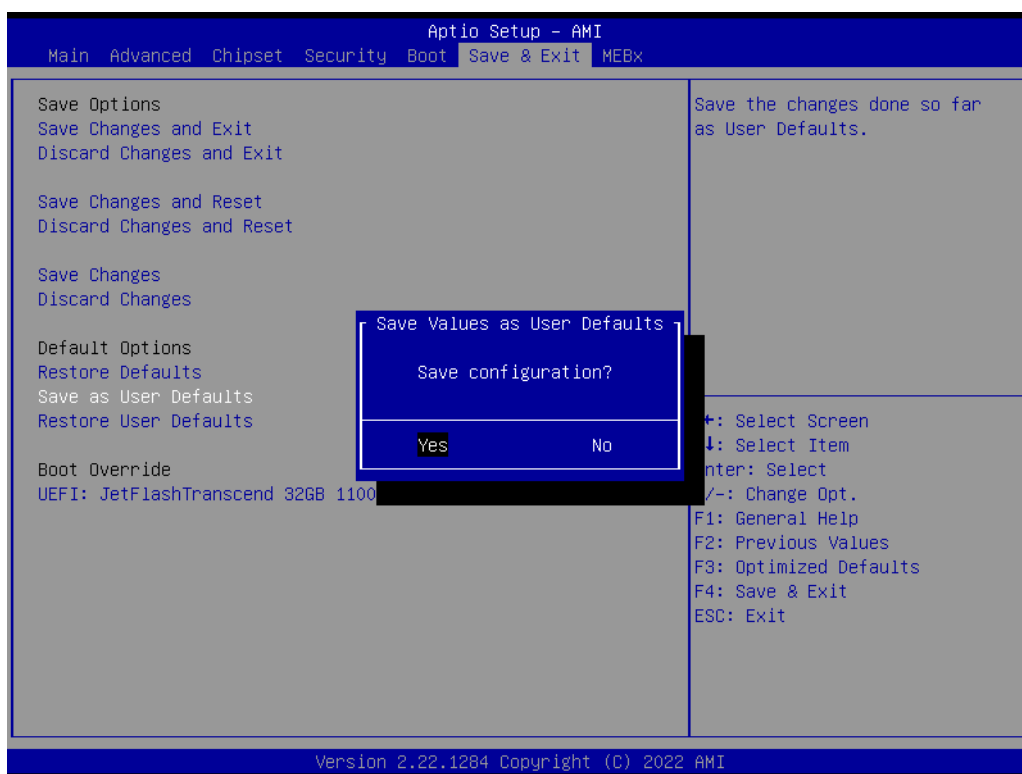 Aptio Setup – AMI
Main Advanced Chipset Security Boot Save & Exit MEBx
Save Options
Save Changes and Exit
Discard Changes and Exit
Save Changes and Reset
Discard Changes and Reset
Save Changes
Discard Changes
Default Options
Restore Defaults
Save as User Defaults
Restore User Defaults
Boot Override
UEFI: JetFlashTranscend 32GB 1100
Save Values as User Defaults
Save configuration?
Yes No
Save the changes done so far
as User Defaults.
←: Select Screen
↓: Select Item
nter: Select
/-: Change Opt.
F1: General Help
F2: Previous Values
F3: Optimized Defaults
F4: Save & Exit
ESC: Exit
Version 2.22.1284 Copyright (C) 2022 AMI